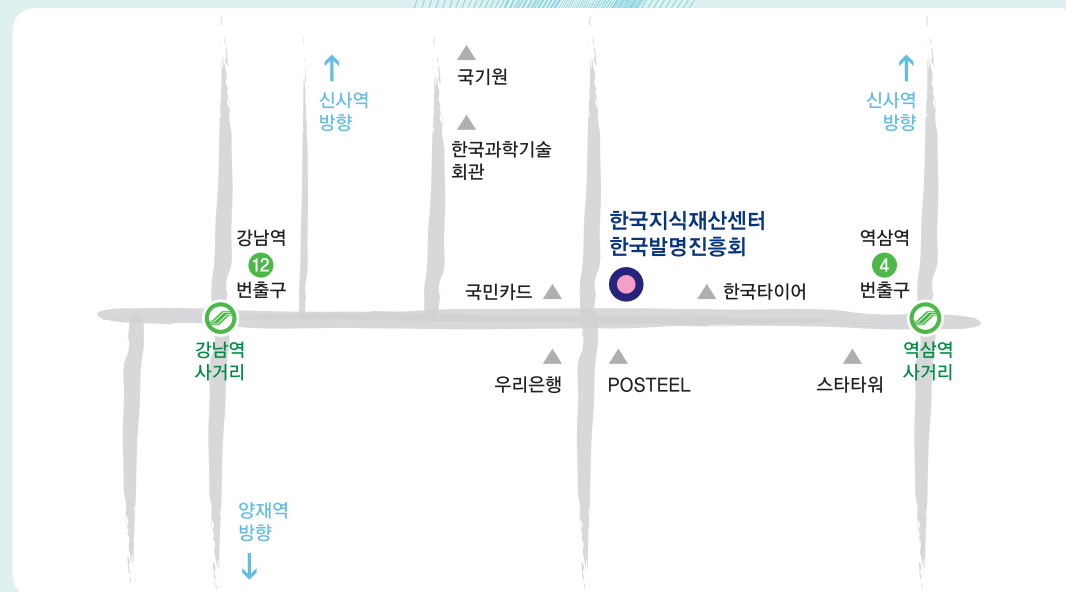 국기원
신사역
방향
신사역
방향
한국과학기술
회관
한국지식재산센터
한국발명진흥회
강남역
12
번출구
역삼역
4
번출구
국민카드
한국타이어
강남역
사거리
역삼역
사거리
우리은행
POSTEEL
스타타워
양재역
방향